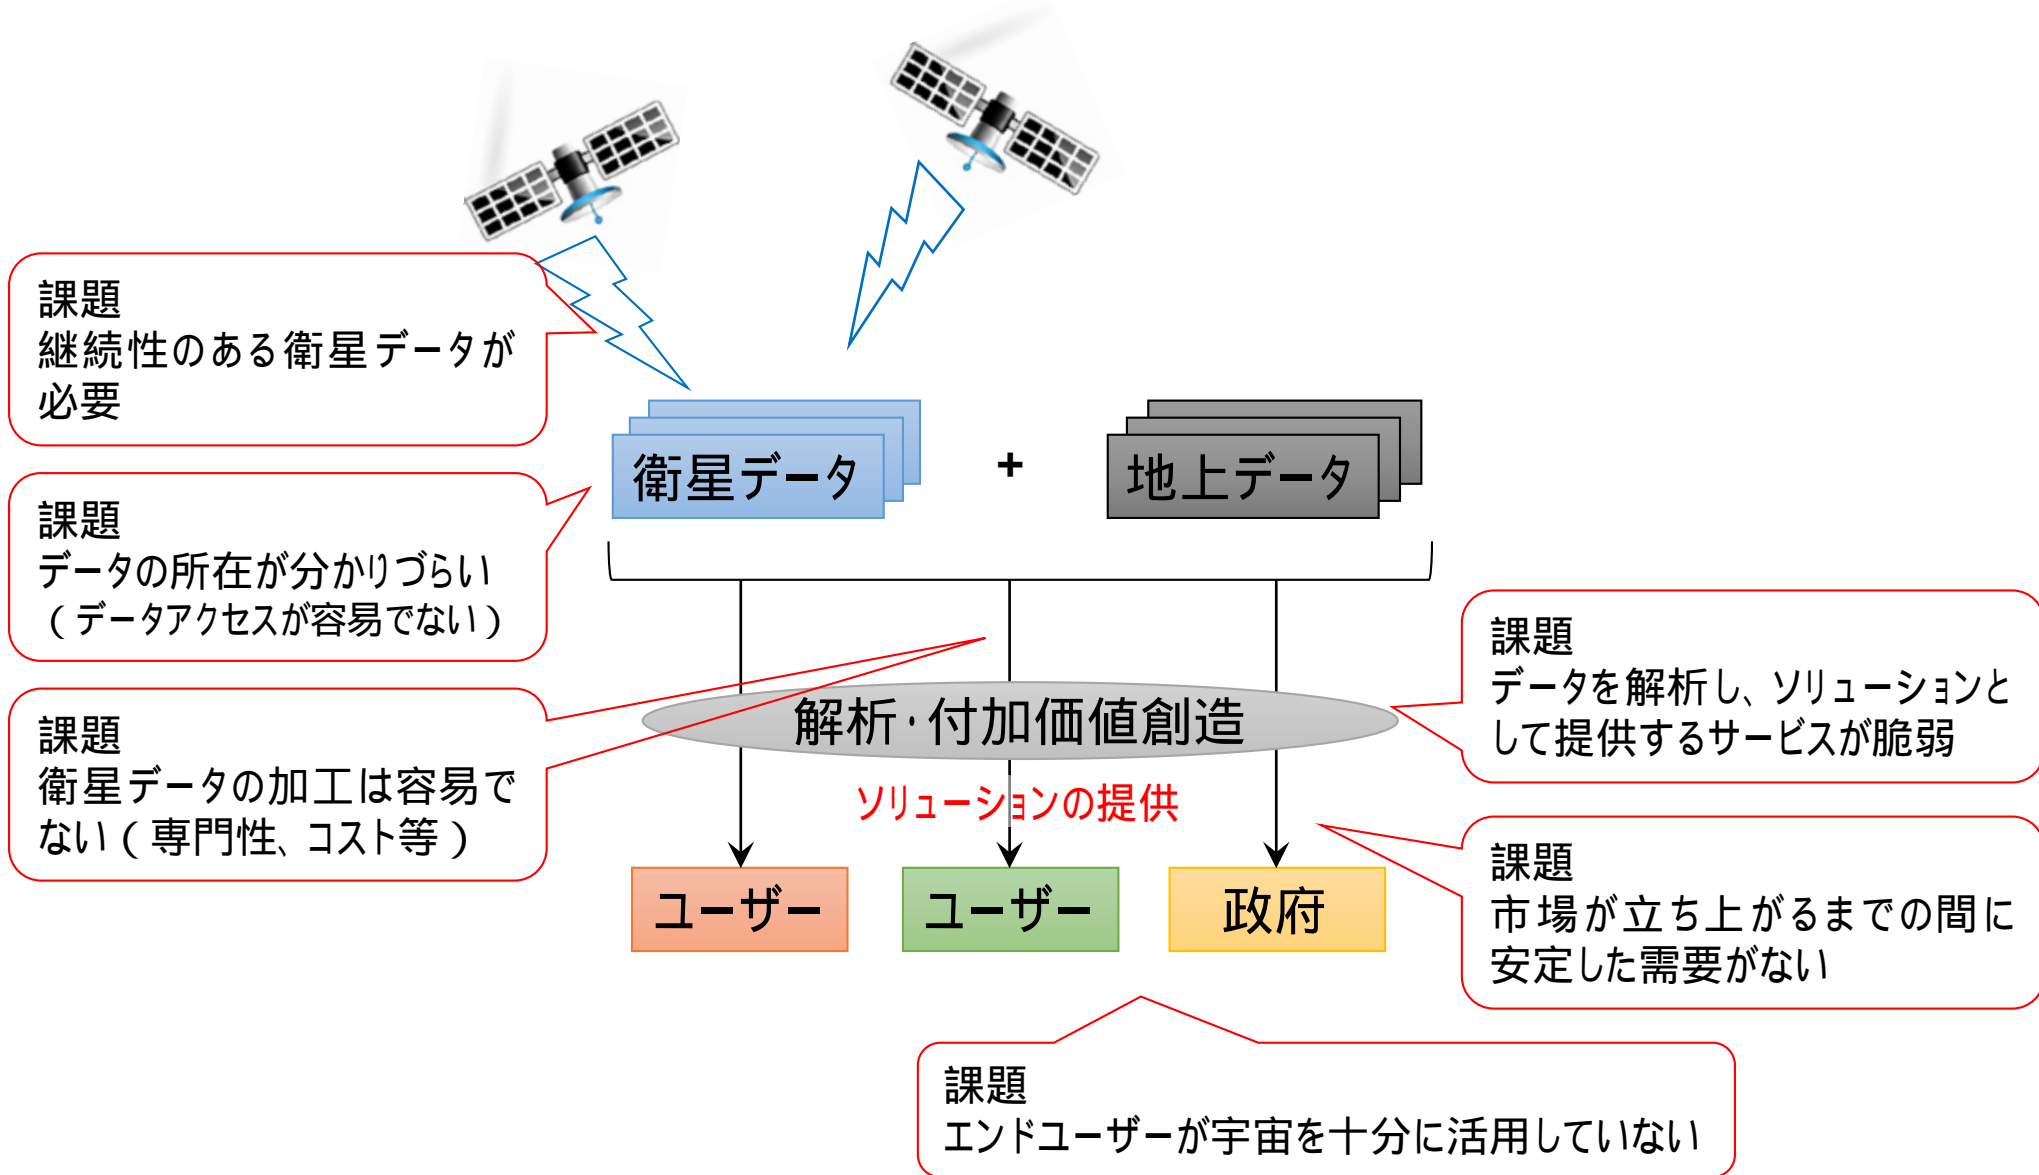 課題
継続性のある衛星データが
必要
衛星データ
+
地上データ
課題
データの所在が分かりづらい
（データアクセスが容易でない）
課題
データを解析し、ソリューションと
して提供するサービスが脆弱
課題
衛星データの加工は容易で
ない（専門性、コスト等）
解析・付加価値創造
ソリューションの提供
ユーザー
ユーザー
政府
課題
市場が立ち上がるまでの間に
安定した需要がない
課題
エンドユーザーが宇宙を十分に活用していない